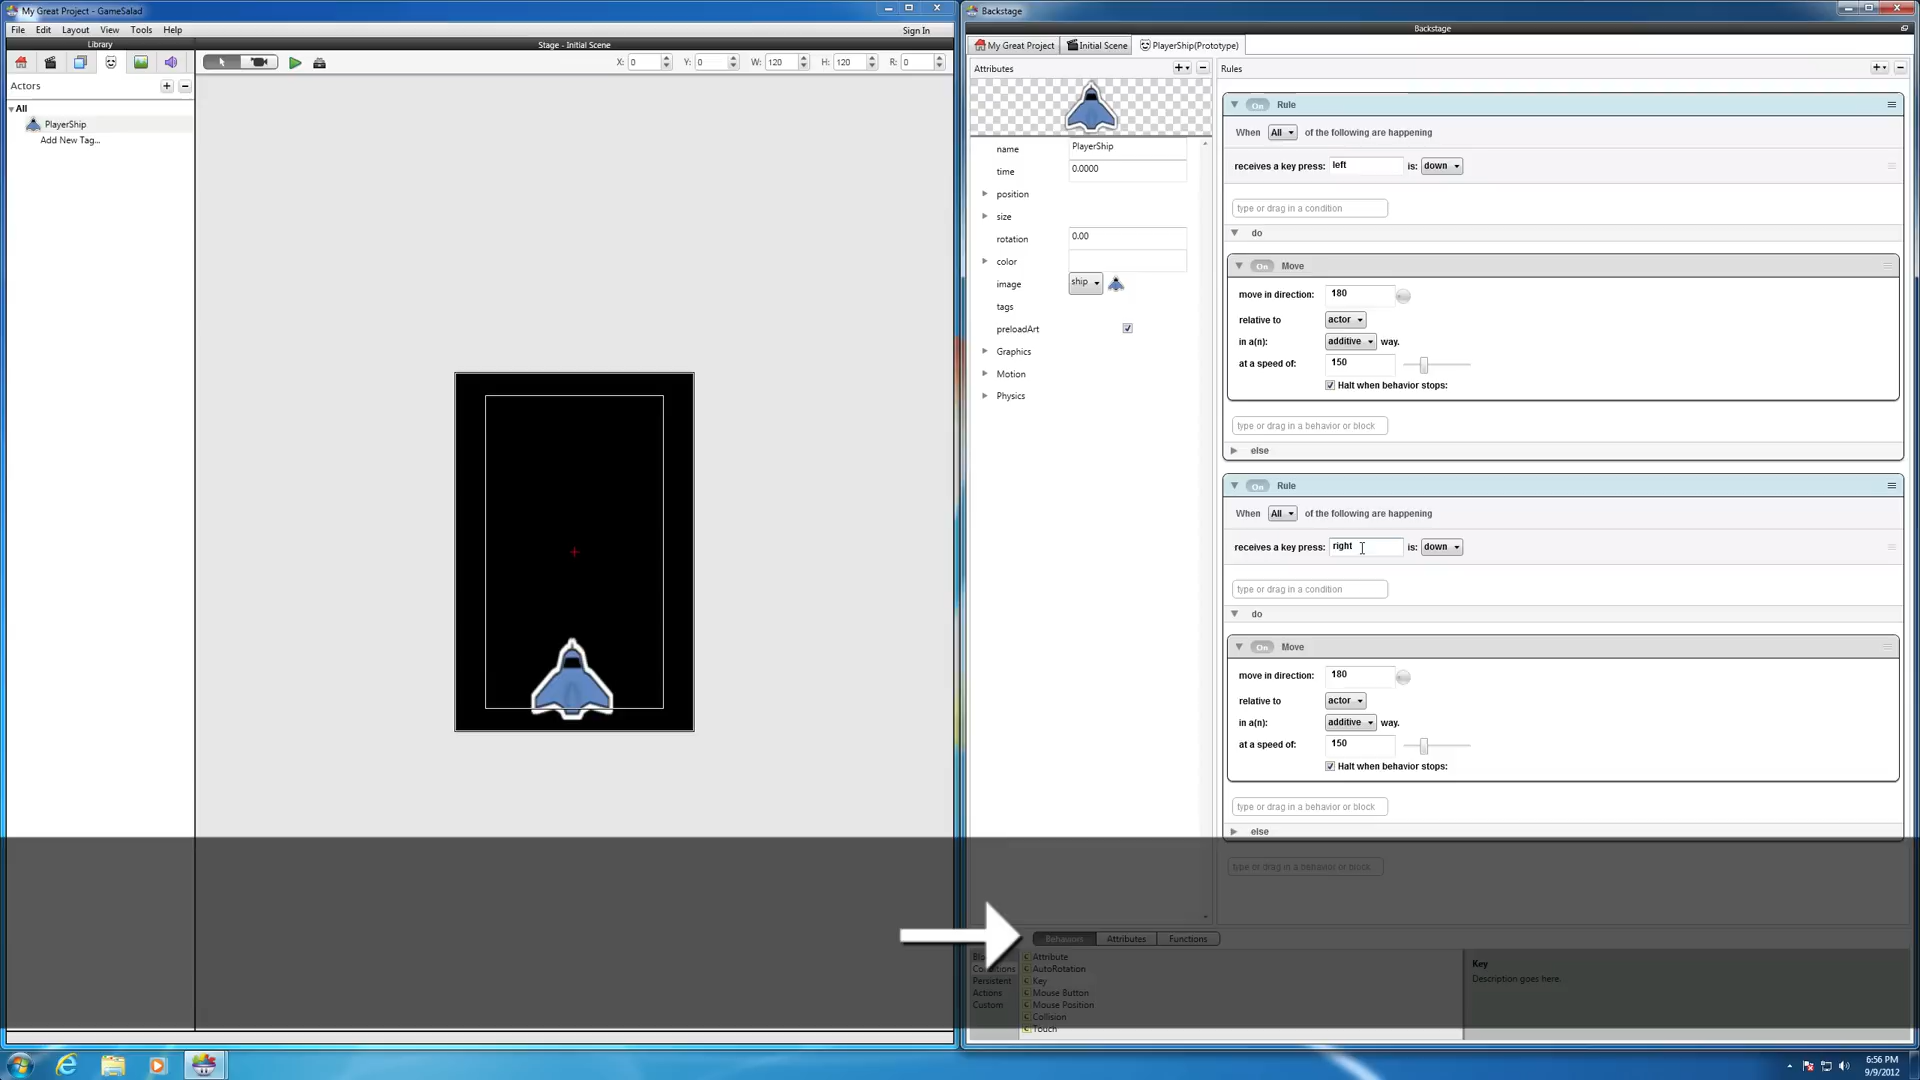 My Great Project - GameSalad
File Edit Layout View Tools Help Sign In
Library
Stage - Initial Scene
X: 0 Y: 0 W: 120 H: 120 R: 0
Actors
All
PlayerShip
Add New Tag...
Backstage
Backstage
My Great Project Initial Scene PlayerShip(Prototype)
Attributes
name PlayerShip
time 0.0000
position
size
rotation 0.00
color
image ship
tags
preloadArt
Graphics
Motion
Physics
Rules
On Rule
When All of the following are happening
receives a key press: left is: down
type or drag in a condition
do
On Move
move in direction: 180
relative to actor
in a(n): additive way.
at a speed of: 150
Halt when behavior stops:
type or drag in a behavior or block
else
On Rule
When All of the following are happening
receives a key press: right is: down
type or drag in a condition
do
On Move
move in direction: 180
relative to actor
in a(n): additive way.
at a speed of: 150
Halt when behavior stops:
type or drag in a behavior or block
else
type or drag in a behavior or block
Behaviors Attributes Functions
Conditions
Persistent
Actions
Custom
Attribute
AutoRotation
Key
Mouse Button
Mouse Position
Collision
Touch
Key
Description goes here.
6:56 PM
9/9/2012